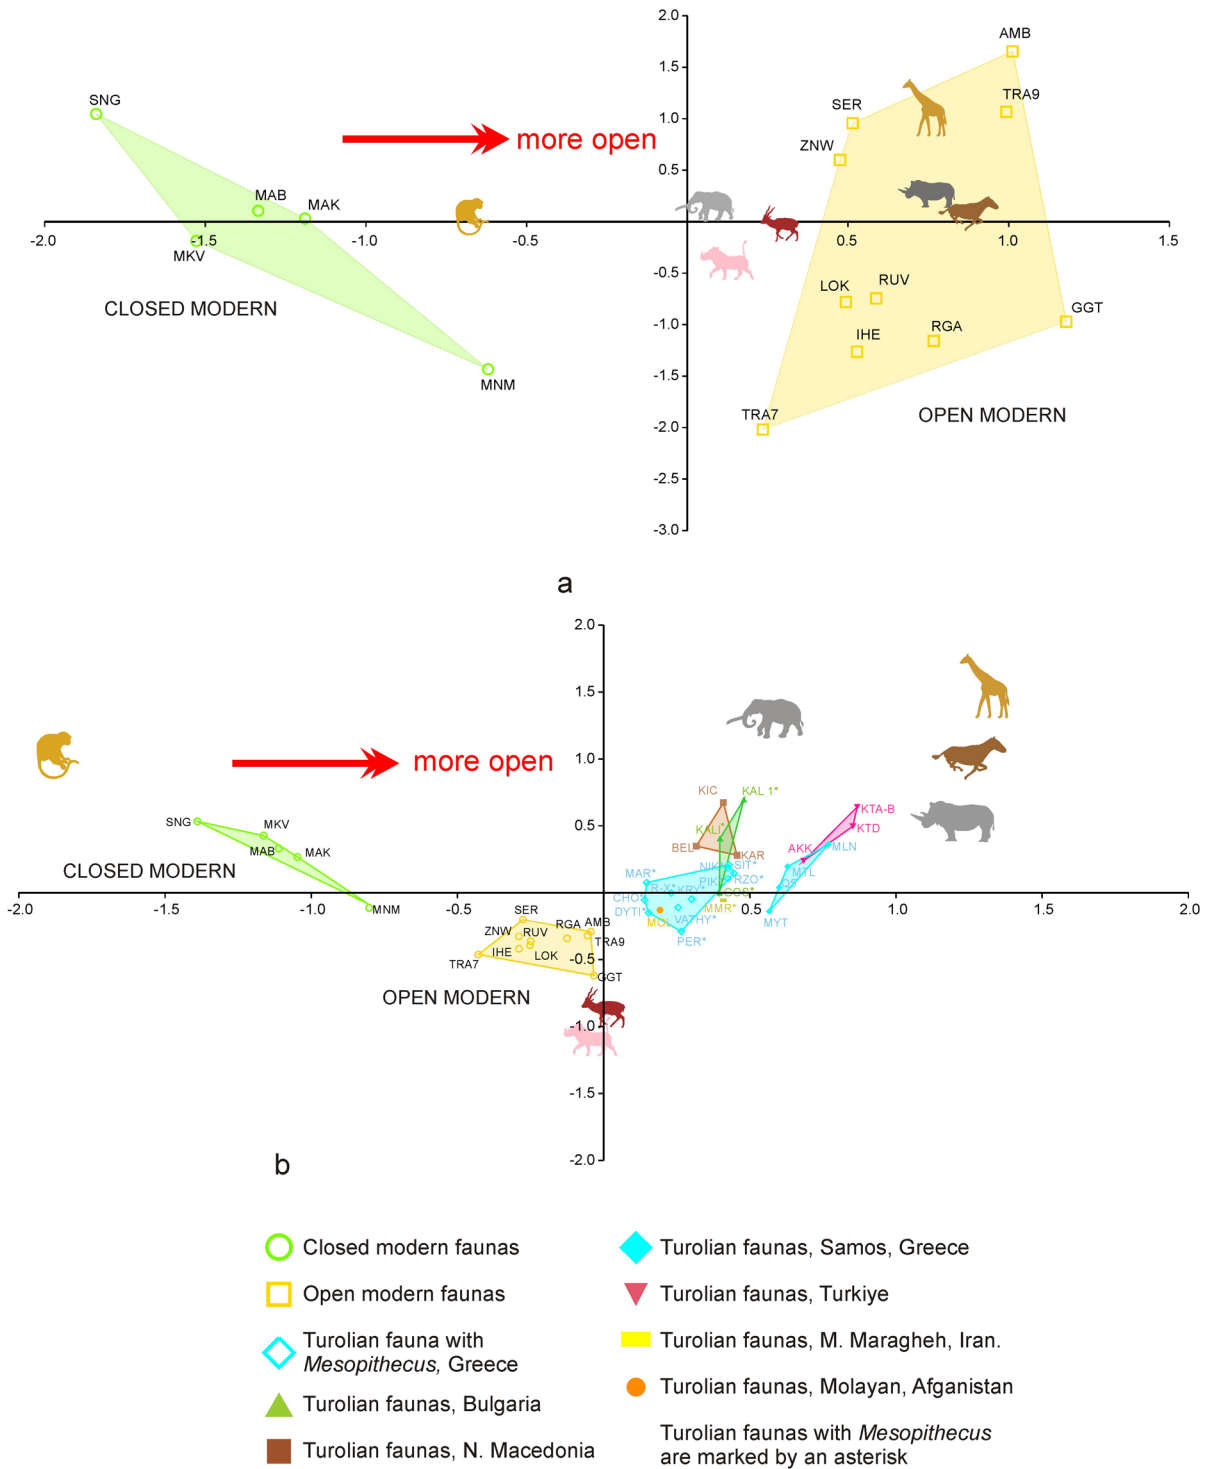 2.0
AMB
1.5
TRA9
SNG
SER
1.0
more open
ZNW
0.5
MAB
MAK
-2.0
-1.5
-1.0
-0.5
0.5
1.0
1.5
MKV
-0.5
LOK
RUV
CLOSED MODERN
GGT
-1.0
IHE
RGA
-1.5
MNM
TRA7
OPEN MODERN
-2.0
-2.5
-3.0
a
2.0
1.5
1.0
more open
KIC
KAL 1*
KTA-B
SNG
MKV
0.5
KALI*
KTD
MAB
MAK
BEL
KAR
AKK
MLN
CLOSED MODERN
MAR*
NIK
SIT*
MTL
PIK
RZO*
R-X*
KRY*
-2.0
-1.5
-1.0
-0.5
CHO*
GOS*
0.5
1.0
1.5
2.0
MNM
SER
DYTI*
MMR*
MOL
VATHY*
MYT
ZNW
RUV
RGA
AMB
PER*
IHE
LOK
TRA9
TRA7
-0.5
GGT
OPEN MODERN
-1.0
-1.5
-2.0
b
Closed modern faunas
Open modern faunas
Turolian fauna with
Mesopithecus, Greece
Turolian faunas, Bulgaria
Turolian faunas, N. Macedonia
Turolian faunas, Samos, Greece
Turolian faunas, Turkiye
Turolian faunas, M. Maragheh, Iran.
Turolian faunas, Molayan, Afganistan
Turolian faunas with Mesopithecus
are marked by an asterisk